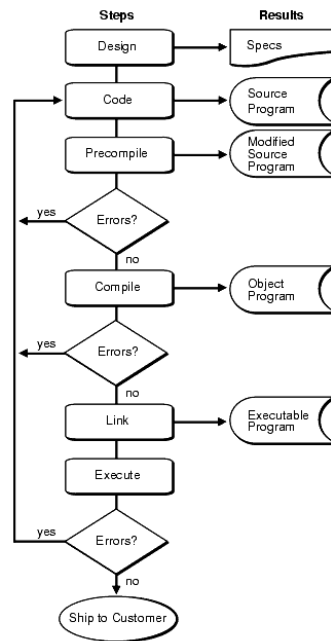 Steps Results
Design Specs
Code Source
Program
Precompile Modified
Source
Program
yes Errors?
no
Compile Object
Program
yes Errors?
no
Link Executable
Program
Execute
yes Errors?
no
Ship to Customer